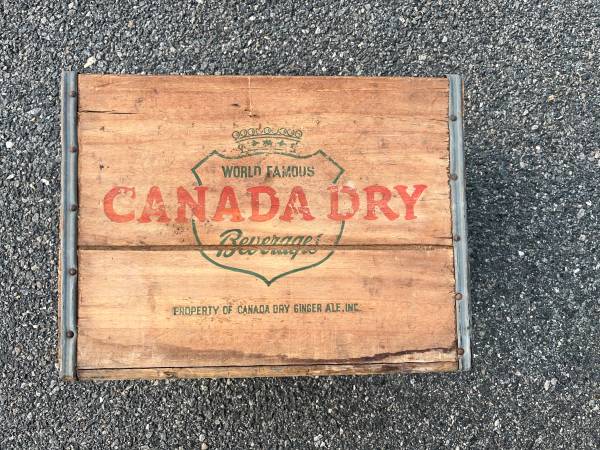 WORLD FAMOUS
CANADA DRY
Beverages
PROPERTY OF CANADA DRY GINGER ALE, INC.